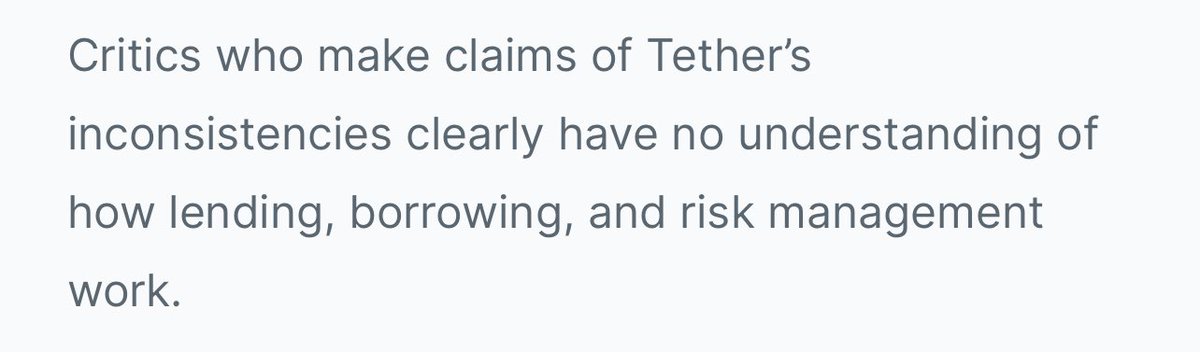 Critics who make claims of Tether’s
inconsistencies clearly have no understanding of
how lending, borrowing, and risk management
work.